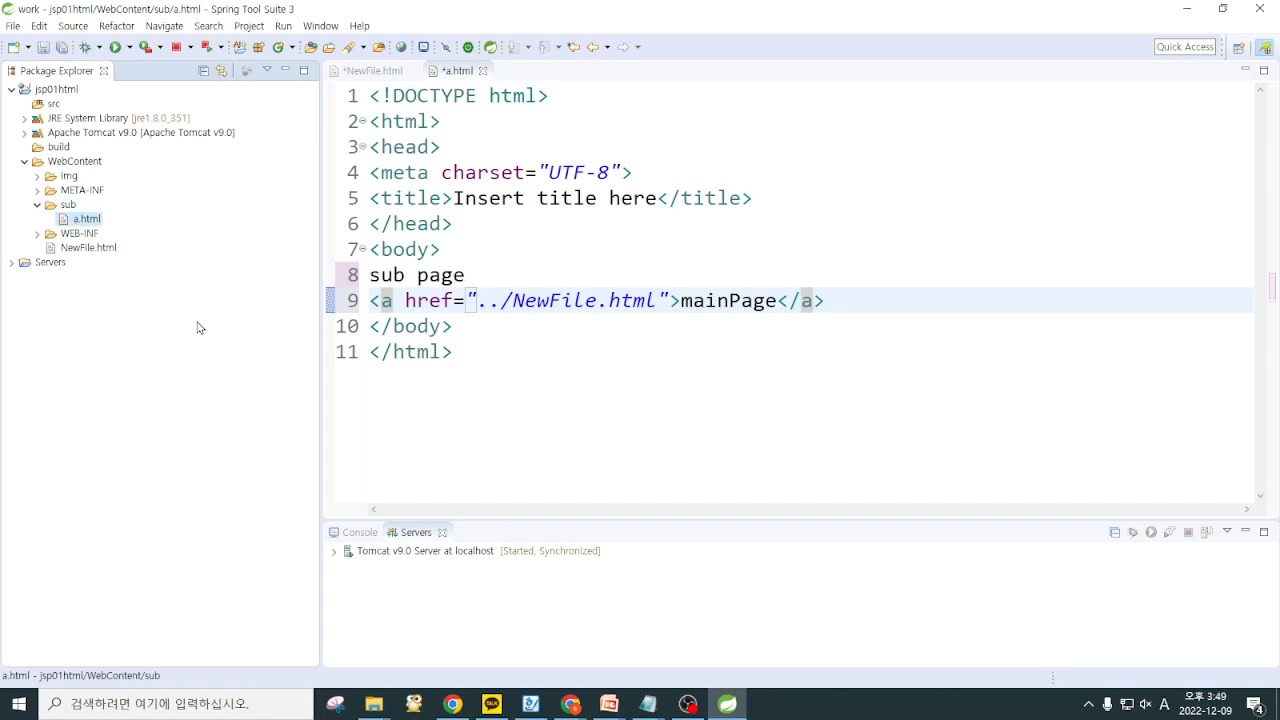 work - jsp01html/WebContent/sub/a.html - Spring Tool Suite 3
File Edit Source Refactor Navigate Search Project Run Window Help
Quick Access
Package Explorer
jsp01html
src
JRE System Library [jre1.8.0_351]
Apache Tomcat v9.0 [Apache Tomcat v9.0]
build
WebContent
img
META-INF
sub
a.html
WEB-INF
NewFile.html
Servers
*NewFile.html *a.html
1 <!DOCTYPE html>
2 <html>
3 <head>
4 <meta charset="UTF-8">
5 <title>Insert title here</title>
6 </head>
7 <body>
8 sub page
9 <a href="../NewFile.html">mainPage</a>
10 </body>
11 </html>
Console Servers
Tomcat v9.0 Server at localhost [Started, Synchronized]
a.html - jsp01html/WebContent/sub
검색하려면 여기에 입력하십시오.
TALK
A
오후 3:49
2022-12-09
4